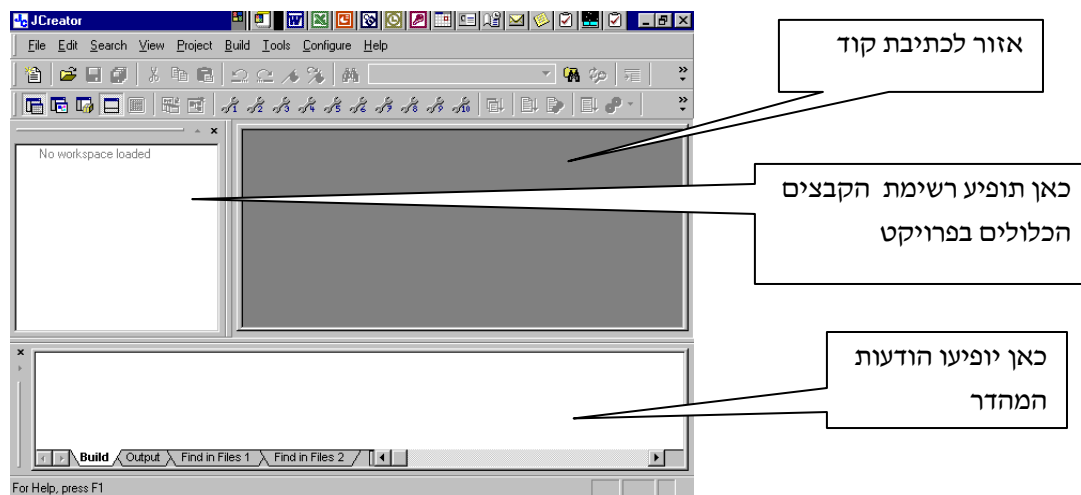 JCreator
File Edit Search View Project Build Tools Configure Help
אזור לכתיבת קוד
No workspace loaded
כאן תופיע רשימת הקבצים
הכלולים בפרויקט
כאן יופיעו הודעות
המהדר
Build Output Find in Files 1 Find in Files 2
For Help, press F1